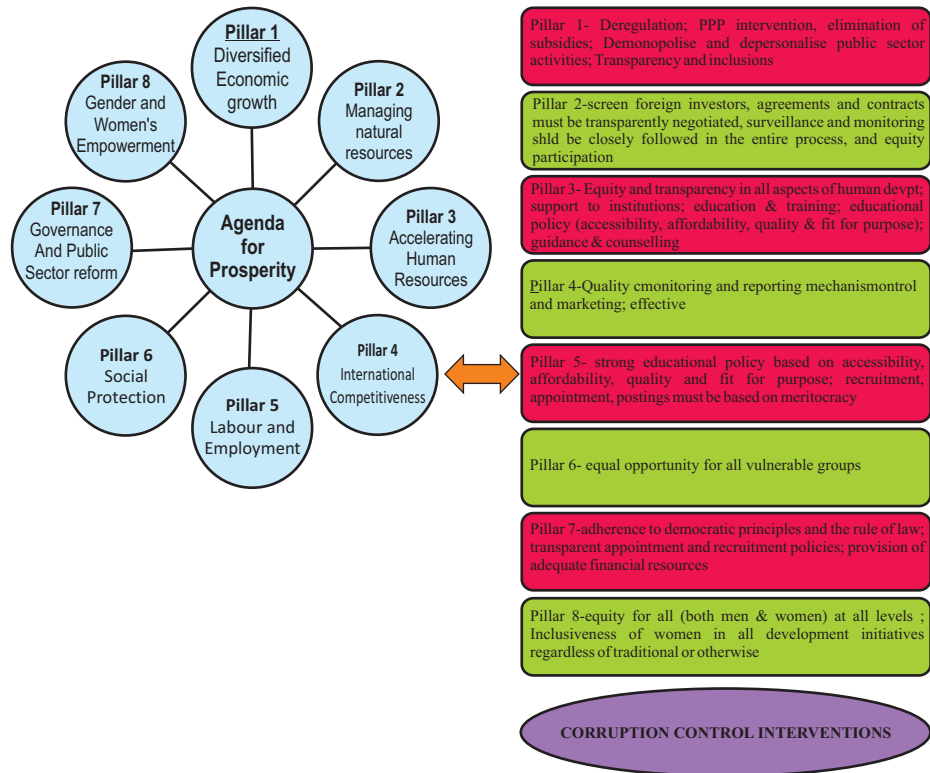 Pillar 1
Diversified
Economic
growth
Pillar 2
Managing
natural
resources
Pillar 3
Accelerating
Human
Resources
Pillar 4
International
Competitiveness
Pillar 5
Labour and
Employment
Pillar 6
Social
Protection
Pillar 7
Governance
And Public
Sector reform
Pillar 8
Gender and
Women's
Empowerment
Agenda
for
Prosperity
Pillar 1- Deregulation; PPP intervention, elimination of
subsidies; Demonopolise and depersonalise public sector
activities; Transparency and inclusions
Pillar 2-screen foreign investors, agreements and contracts
must be transparently negotiated, surveillance and monitoring
shld be closely followed in the entire process, and equity
participation
Pillar 3- Equity and transparency in all aspects of human devpt;
support to institutions; education & training; educational
policy (accessibility, affordability, quality & fit for purpose);
guidance & counselling
Pillar 4-Quality cmonitoring and reporting mechanismontrol
and marketing; effective
Pillar 5- strong educational policy based on accessibility,
affordability, quality and fit for purpose; recruitment,
appointment, postings must be based on meritocracy
Pillar 6- equal opportunity for all vulnerable groups
Pillar 7-adherence to democratic principles and the rule of law;
transparent appointment and recruitment policies; provision of
adequate financial resources
Pillar 8-equity for all (both men & women) at all levels ;
Inclusiveness of women in all development initiatives
regardless of traditional or otherwise
CORRUPTION CONTROL INTERVENTIONS